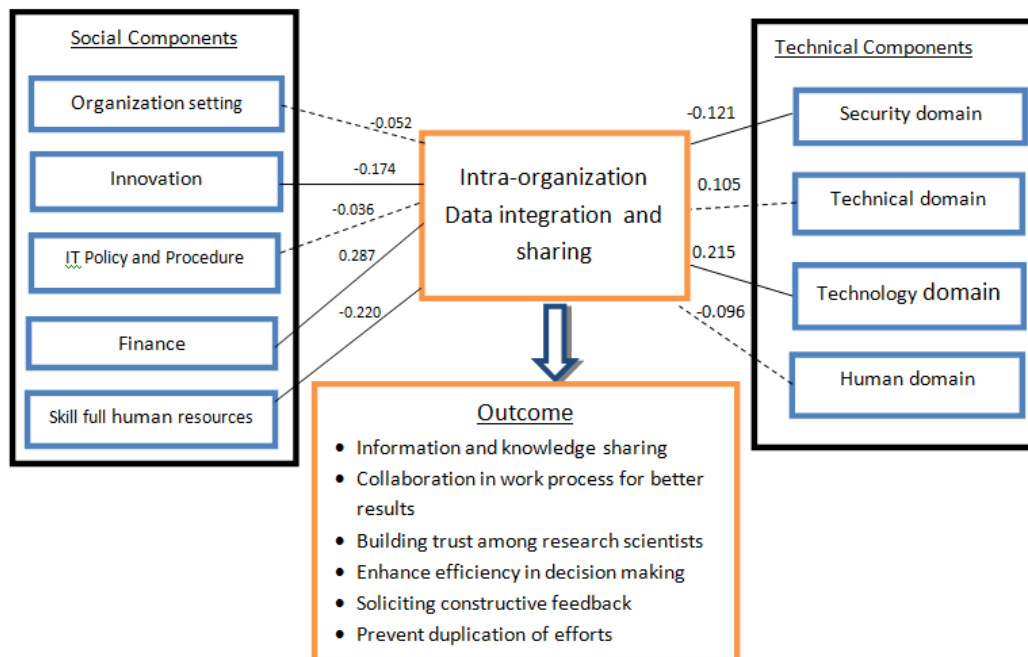 Social Components
Organization setting
Innovation
IT Policy and Procedure
Finance
Skill full human resources
-0.052
-0.174
-0.036
0.287
-0.220
Intra-organization
Data integration and
sharing
-0.121
0.105
0.215
-0.096
Technical Components
Security domain
Technical domain
Technology domain
Human domain
Outcome
• Information and knowledge sharing
• Collaboration in work process for better
results
• Building trust among research scientists
• Enhance efficiency in decision making
• Soliciting constructive feedback
• Prevent duplication of efforts